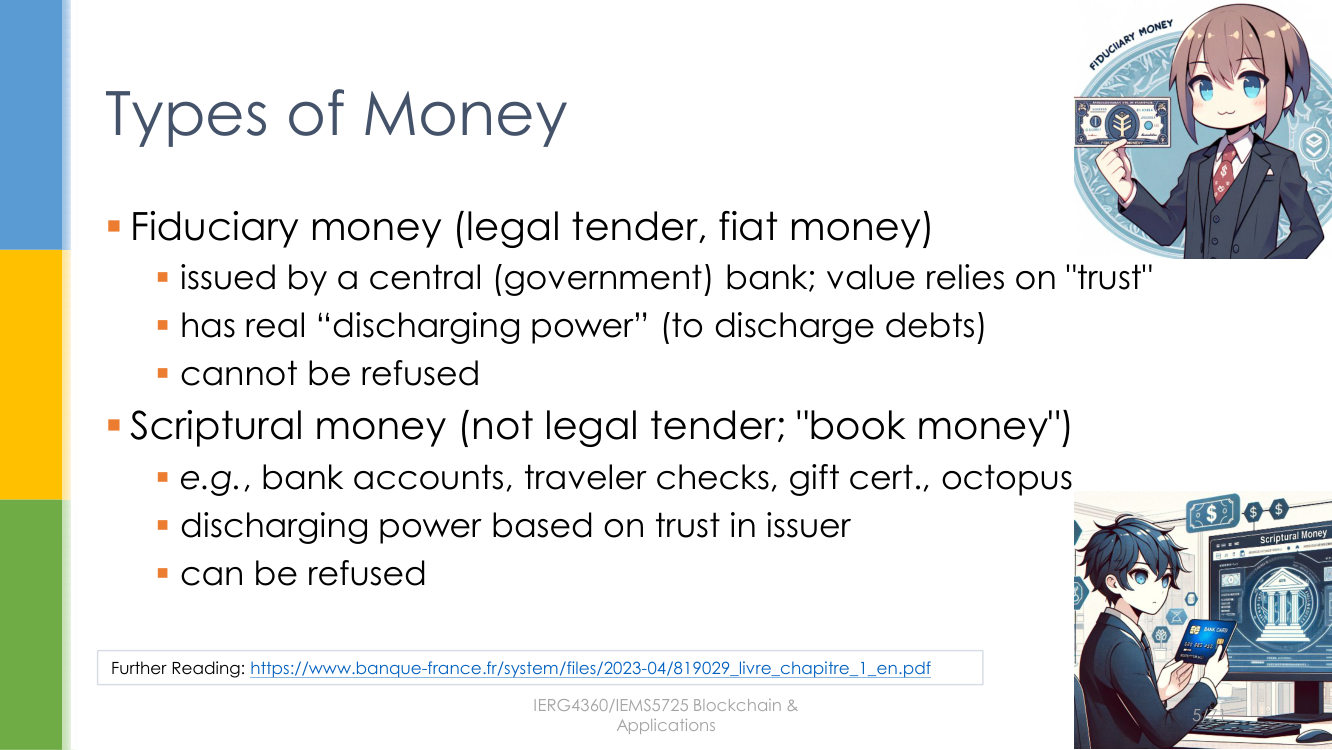 FIDUCIIARY MONEY
Types of Money
Fiduciary money (legal tender, fiat money)
issued by a central (government) bank; value relies on "trust"
has real “discharging power” (to discharge debts)
cannot be refused
Scriptural money (not legal tender; "book money")
e.g., bank accounts, traveler checks, gift cert., octopus
discharging power based on trust in issuer
can be refused
Scriptural Money
BANK CARD
Further Reading: https://www.banque-france.fr/system/files/2023-04/819029_livre_chapitre_1_en.pdf
IERG4360/IEMS5725 Blockchain &
Applications